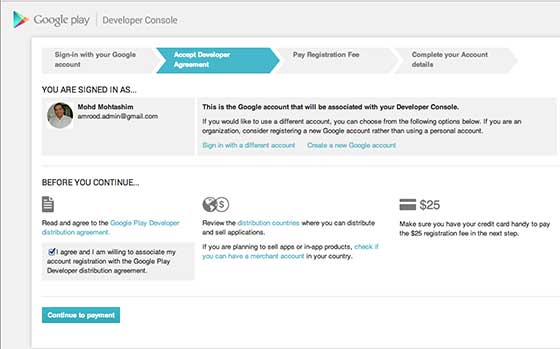 Google play | Developer Console
Sign-in with your Google
account
Accept Developer
Agreement
Pay Registration Fee
Complete your Account
details
YOU ARE SIGNED IN AS...
Mohd Mohtashim
amrood.admin@gmail.com
This is the Google account that will be associated with your Developer Console.
If you would like to use a different account, you can choose from the following options below. If you are an
organization, consider registering a new Google account rather than using a personal account.
Sign in with a different account Create a new Google account
BEFORE YOU CONTINUE...
Read and agree to the Google Play Developer
distribution agreement.
I agree and I am willing to associate my
account registration with the Google Play
Developer distribution agreement.
Review the distribution countries where you can distribute
and sell applications.
If you are planning to sell apps or in-app products, check if
you can have a merchant account in your country.
$25
Make sure you have your credit card handy to pay
the $25 registration fee in the next step.
Continue to payment